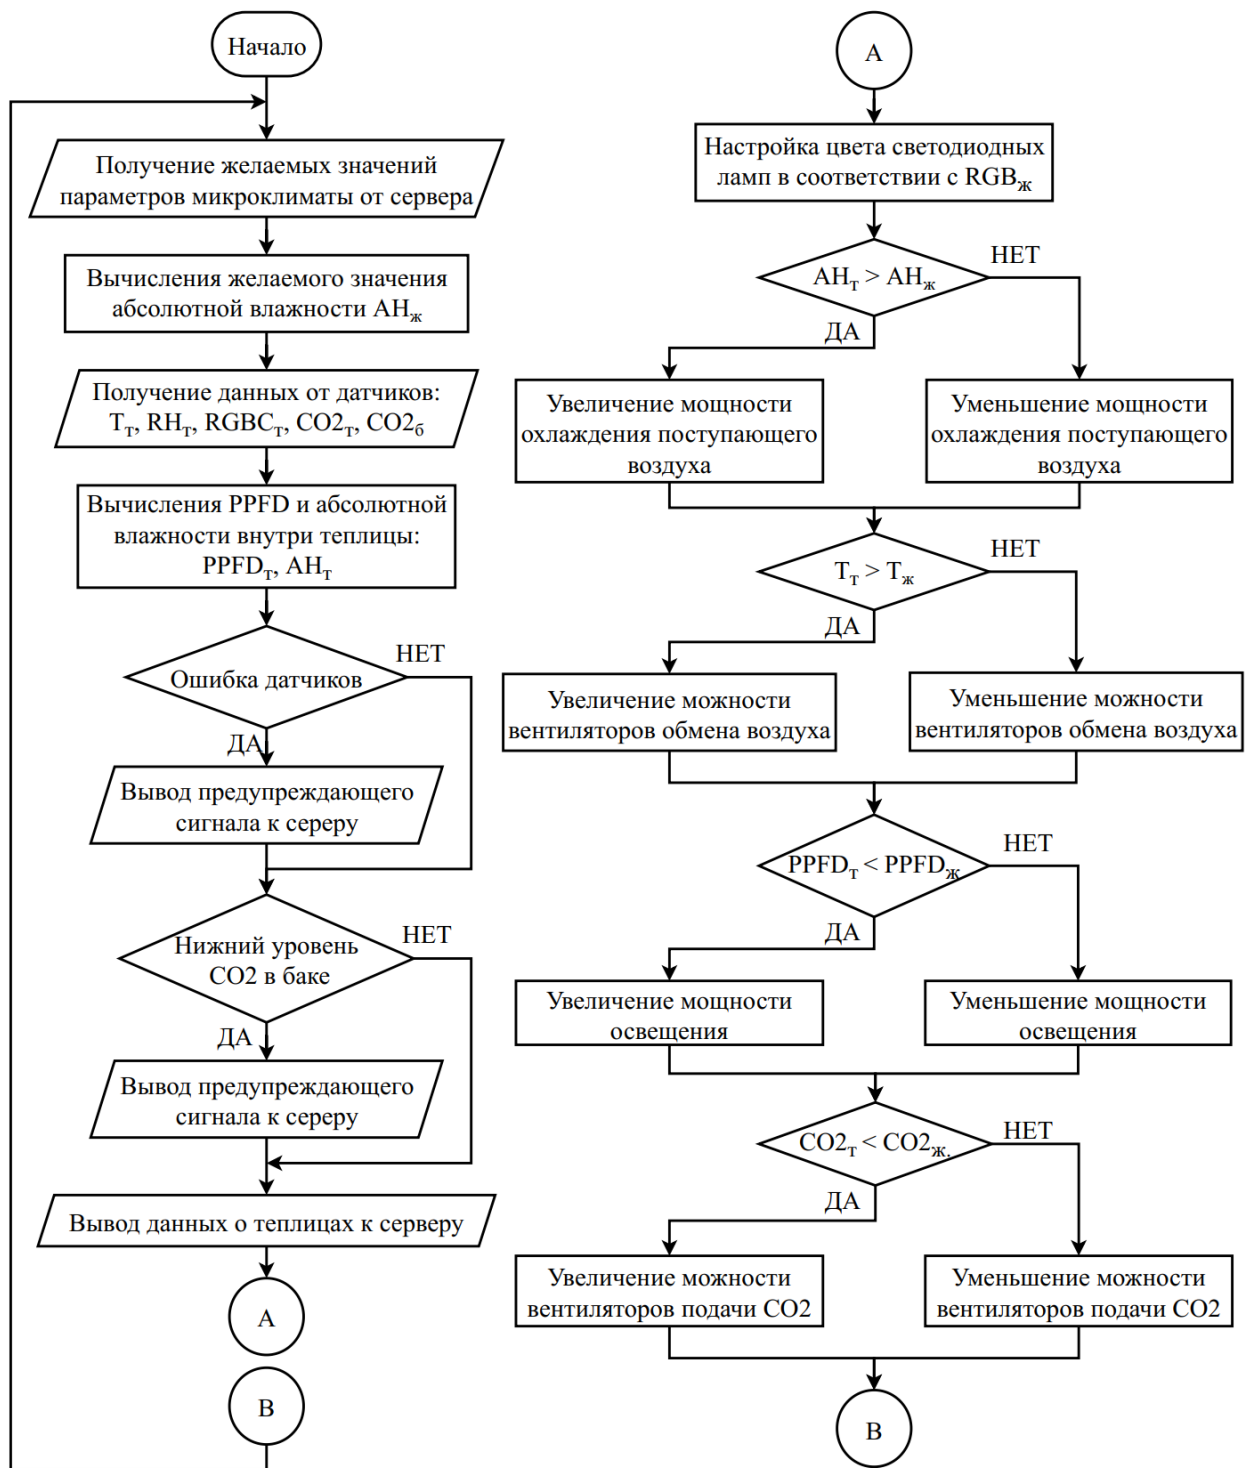 Начало
Получение желаемых значений
параметров микроклиматы от сервера
Вычисления желаемого значения
абсолютной влажности AHж
Получение данных от датчиков:
Tт, RHт, RGBCт, CO2т, CO2б
Вычисления PPFD и абсолютной
влажности внутри теплицы:
PPFDт, AHт
Ошибка датчиков
НЕТ
ДА
Вывод предупреждающего
сигнала к сереру
Нижний уровень
CO2 в баке
НЕТ
ДА
Вывод предупреждающего
сигнала к сереру
Вывод данных о теплицах к серверу
A
B
A
Настройка цвета светодиодных
ламп в соответствии с RGBж
AHт > AHж
НЕТ
ДА
Увеличение мощности
охлаждения поступающего
воздуха
Уменьшение мощности
охлаждения поступающего
воздуха
Tт > Tж
НЕТ
ДА
Увеличение можности
вентиляторов обмена воздуха
Уменьшение можности
вентиляторов обмена воздуха
PPFDт < PPFDж
НЕТ
ДА
Увеличение мощности
освещения
Уменьшение мощности
освещения
CO2т < CO2ж.
НЕТ
ДА
Увеличение можности
вентиляторов подачи CO2
Уменьшение можности
вентиляторов подачи CO2
B